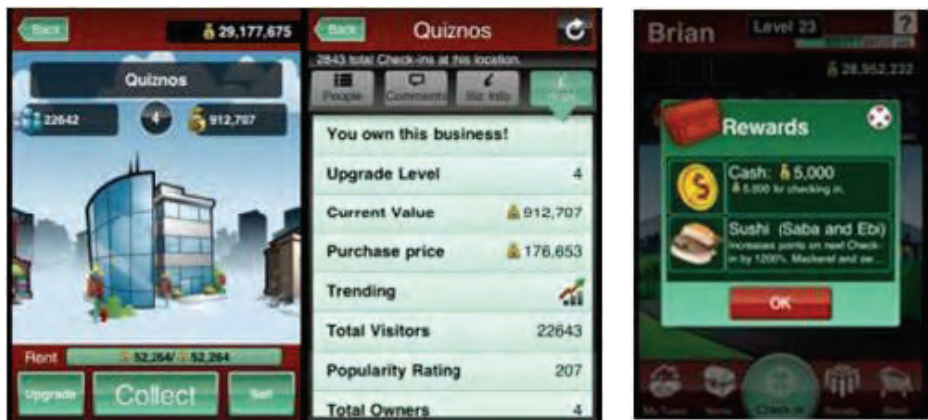 Back
29,177,675
Quiznos
22642
4
912,707
Rent
52,264/ 52,264
Upgrade
Collect
Sell
Back
Quiznos
2843 total Check-ins at this location.
People
Comments
Biz Info
You own this business!
Upgrade Level 4
Current Value 912,707
Purchase price 176,653
Trending
Total Visitors 22643
Popularity Rating 207
Total Owners 4
Brian
Level 23
?
28,952,232
Rewards
Cash: 5,000
5,000 for checking in.
Sushi (Saba and Ebi)
Increases points on next Check-
in by 1200%. Mackerel and sw...
OK
Check-in